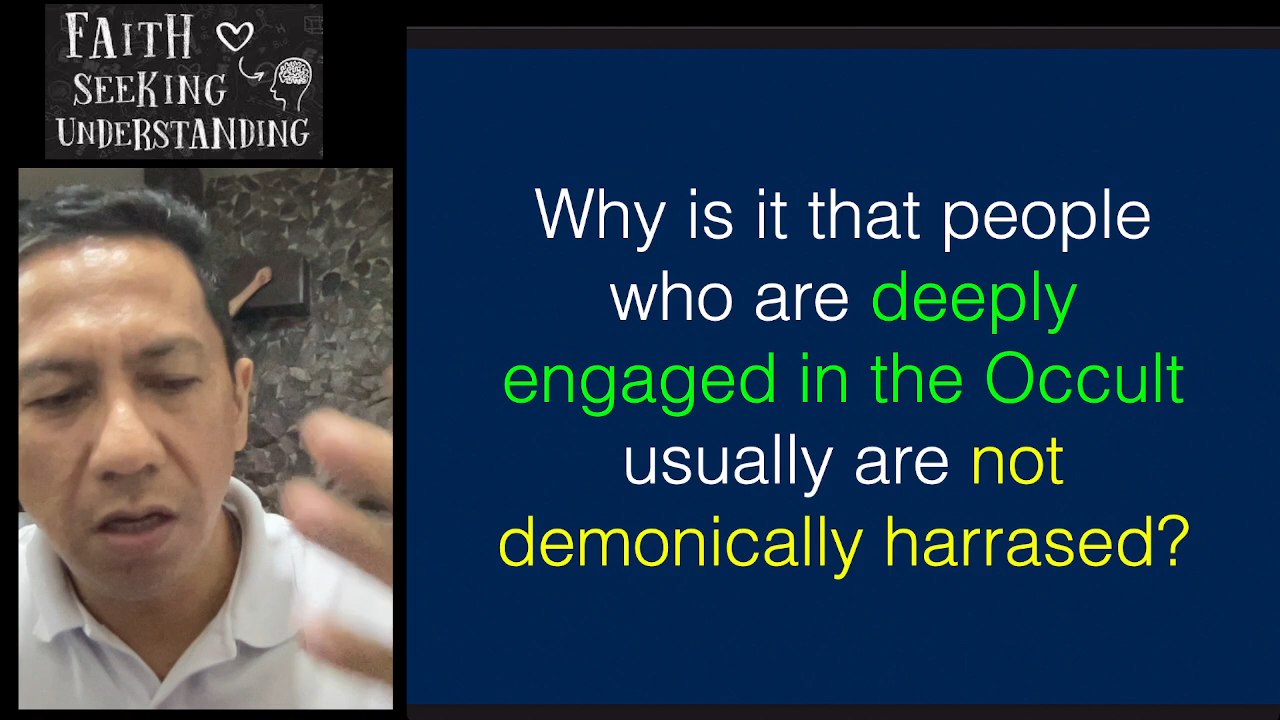 FAITH
SEEKING
UNDERSTANDING
Why is it that people
who are deeply
engaged in the Occult
usually are not
demonically harrased?